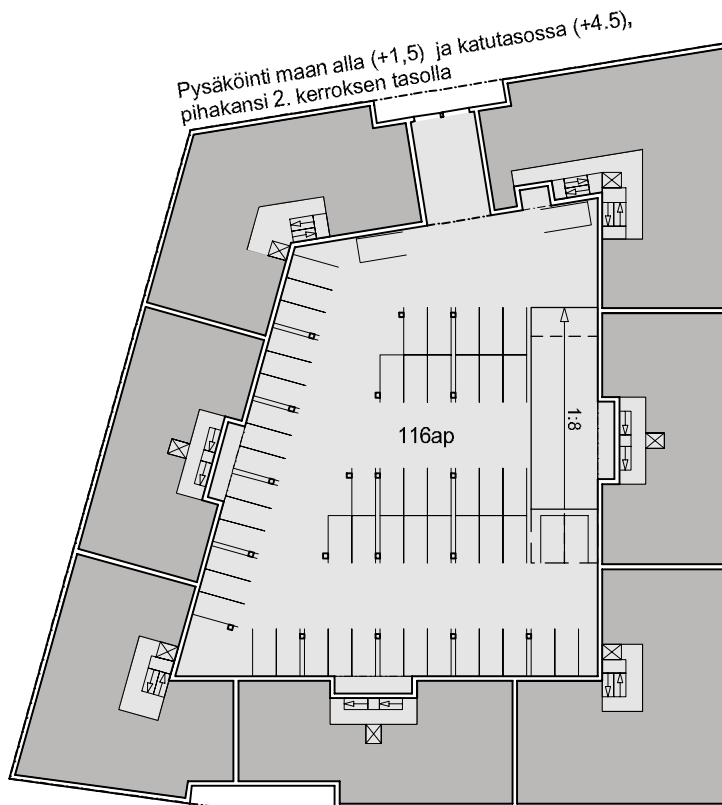 Pysäköinti maan alla (+1,5) ja katutasossa (+4.5),
pihakansi 2. kerroksen tasolla
116ap
1:8